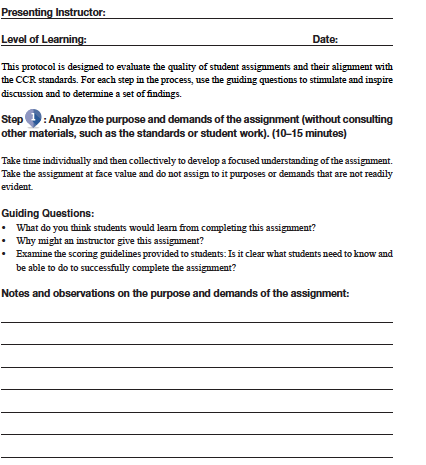 Presenting Instructor:
Level of Learning: Date:
This protocol is designed to evaluate the quality of student assignments and their alignment with
the CCR standards. For each step in the process, use the guiding questions to stimulate and inspire
discussion and to determine a set of findings.
Step 1 : Analyze the purpose and demands of the assignment (without consulting
other materials, such as the standards or student work). (10–15 minutes)
Take time individually and then collectively to develop a focused understanding of the assignment.
Take the assignment at face value and do not assign to it purposes or demands that are not readily
evident.
Guiding Questions:
• What do you think students would learn from completing this assignment?
• Why might an instructor give this assignment?
• Examine the scoring guidelines provided to students: Is it clear what students need to know and
be able to do to successfully complete the assignment?
Notes and observations on the purpose and demands of the assignment: